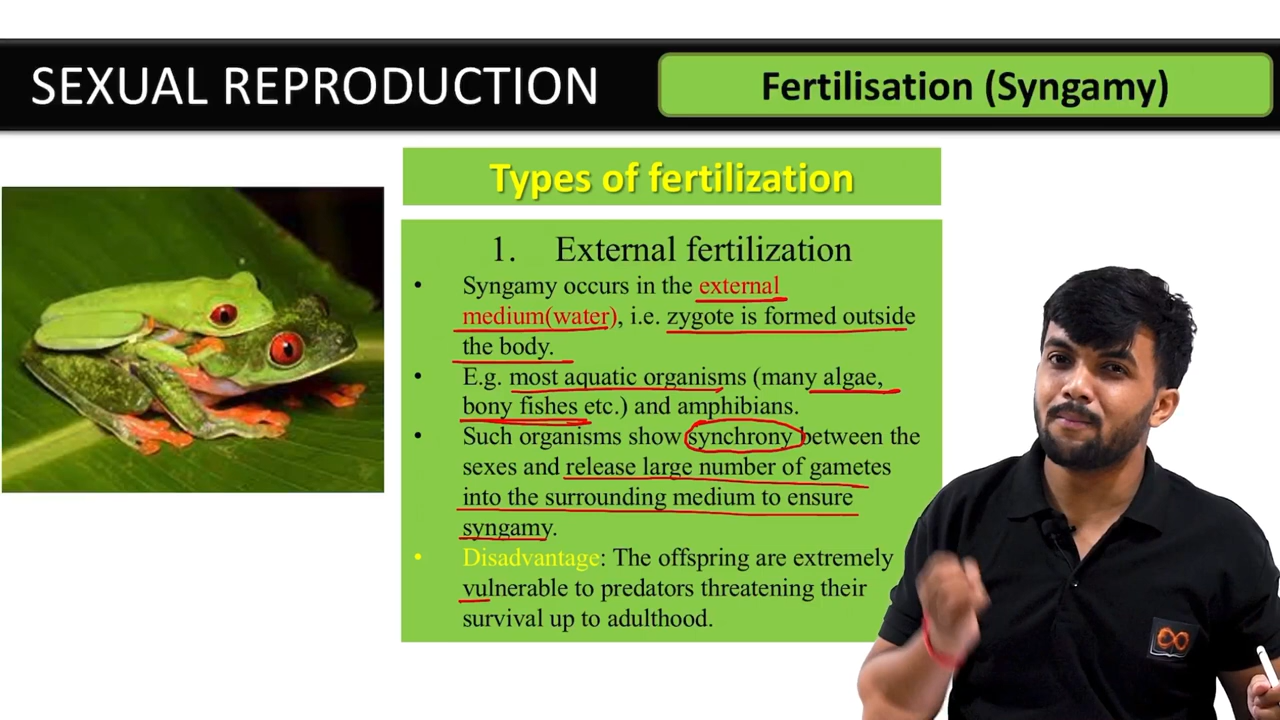 SEXUAL REPRODUCTION
Fertilisation (Syngamy)
Types of fertilization
1. External fertilization
• Syngamy occurs in the external
medium(water), i.e. zygote is formed outside
the body.
• E.g. most aquatic organisms (many algae,
bony fishes etc.) and amphibians.
• Such organisms show synchrony between the
sexes and release large number of gametes
into the surrounding medium to ensure
syngamy.
• Disadvantage: The offspring are extremely
vulnerable to predators threatening their
survival up to adulthood.